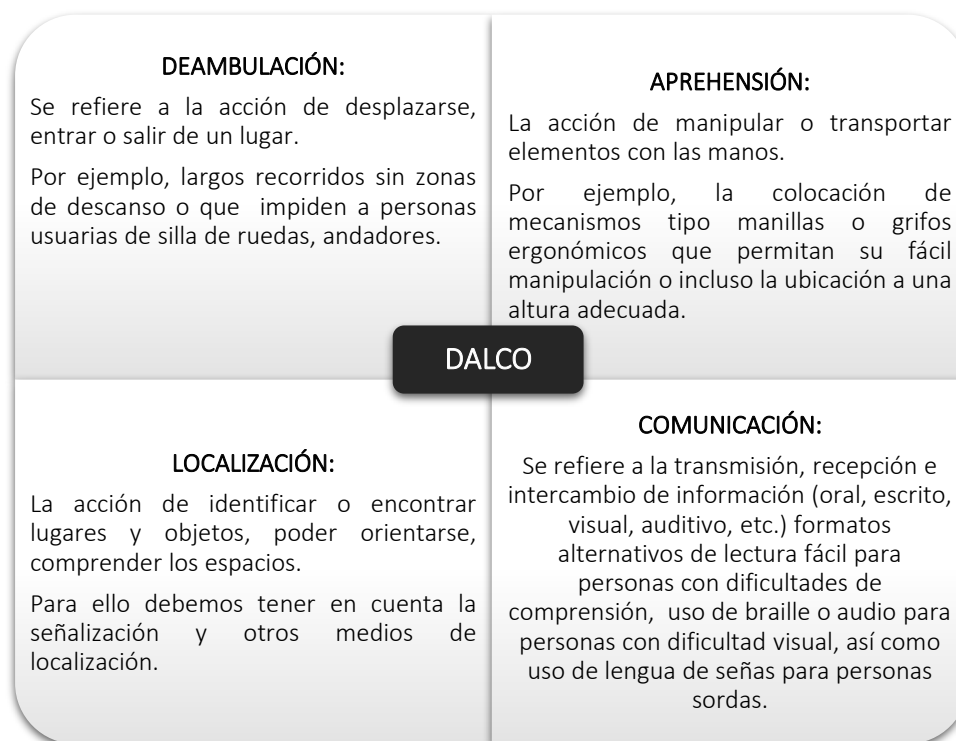 DEAMBULACIÓN:
Se refiere a la acción de desplazarse,
entrar o salir de un lugar.
Por ejemplo, largos recorridos sin zonas
de descanso o que impiden a personas
usuarias de silla de ruedas, andadores.
APREHENSIÓN:
La acción de manipular o transportar
elementos con las manos.
Por ejemplo, la colocación de
mecanismos tipo manillas o grifos
ergonómicos que permitan su fácil
manipulación o incluso la ubicación a una
altura adecuada.
DALCO
LOCALIZACIÓN:
La acción de identificar o encontrar
lugares y objetos, poder orientarse,
comprender los espacios.
Para ello debemos tener en cuenta la
señalización y otros medios de
localización.
COMUNICACIÓN:
Se refiere a la transmisión, recepción e
intercambio de información (oral, escrito,
visual, auditivo, etc.) formatos
alternativos de lectura fácil para
personas con dificultades de
comprensión, uso de braille o audio para
personas con dificultad visual, así como
uso de lengua de señas para personas
sordas.